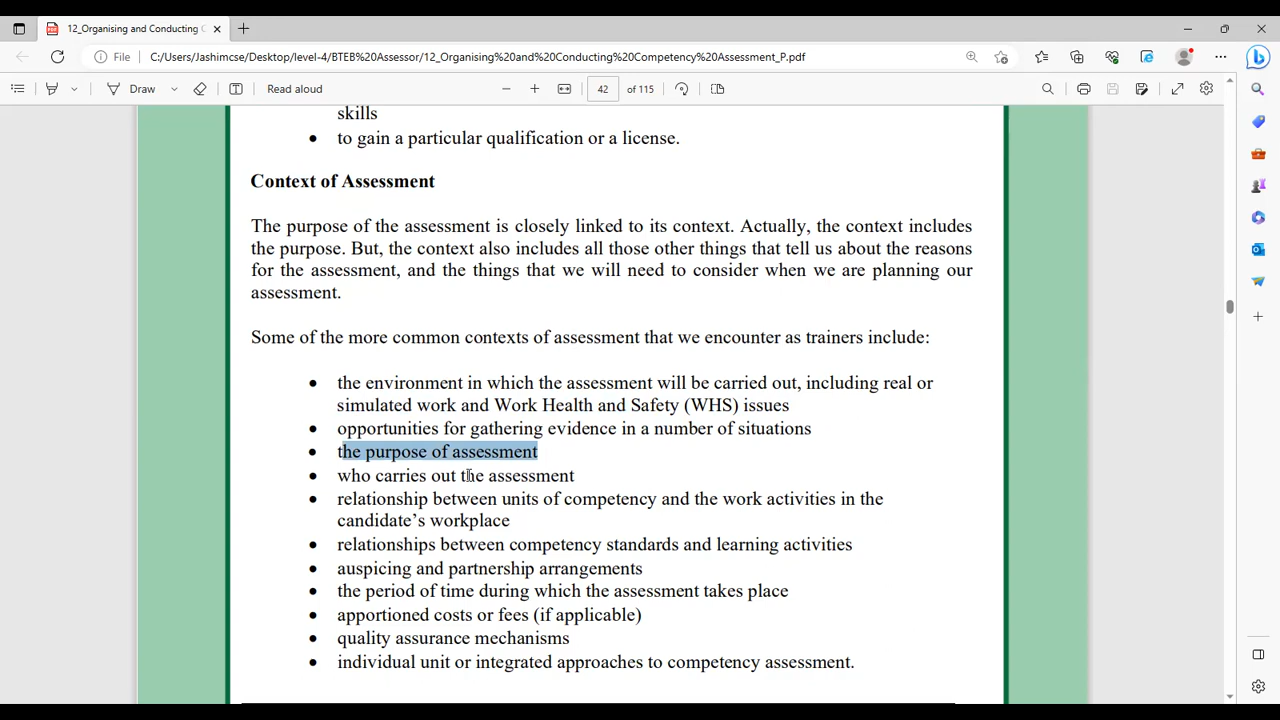 12_Organising and Conducting C
File
C:/Users/Jashimcse/Desktop/level-4/BTEB%20Assessor/12_Organising%20and%20Conducting%20Competency%20Assessment_P.pdf
Draw
Read aloud
42
of 115
skills
• to gain a particular qualification or a license.
Context of Assessment
The purpose of the assessment is closely linked to its context. Actually, the context includes
the purpose. But, the context also includes all those other things that tell us about the reasons
for the assessment, and the things that we will need to consider when we are planning our
assessment.
Some of the more common contexts of assessment that we encounter as trainers include:
• the environment in which the assessment will be carried out, including real or
simulated work and Work Health and Safety (WHS) issues
• opportunities for gathering evidence in a number of situations
• the purpose of assessment
• who carries out the assessment
• relationship between units of competency and the work activities in the
candidate’s workplace
• relationships between competency standards and learning activities
• auspicing and partnership arrangements
• the period of time during which the assessment takes place
• apportioned costs or fees (if applicable)
• quality assurance mechanisms
• individual unit or integrated approaches to competency assessment.